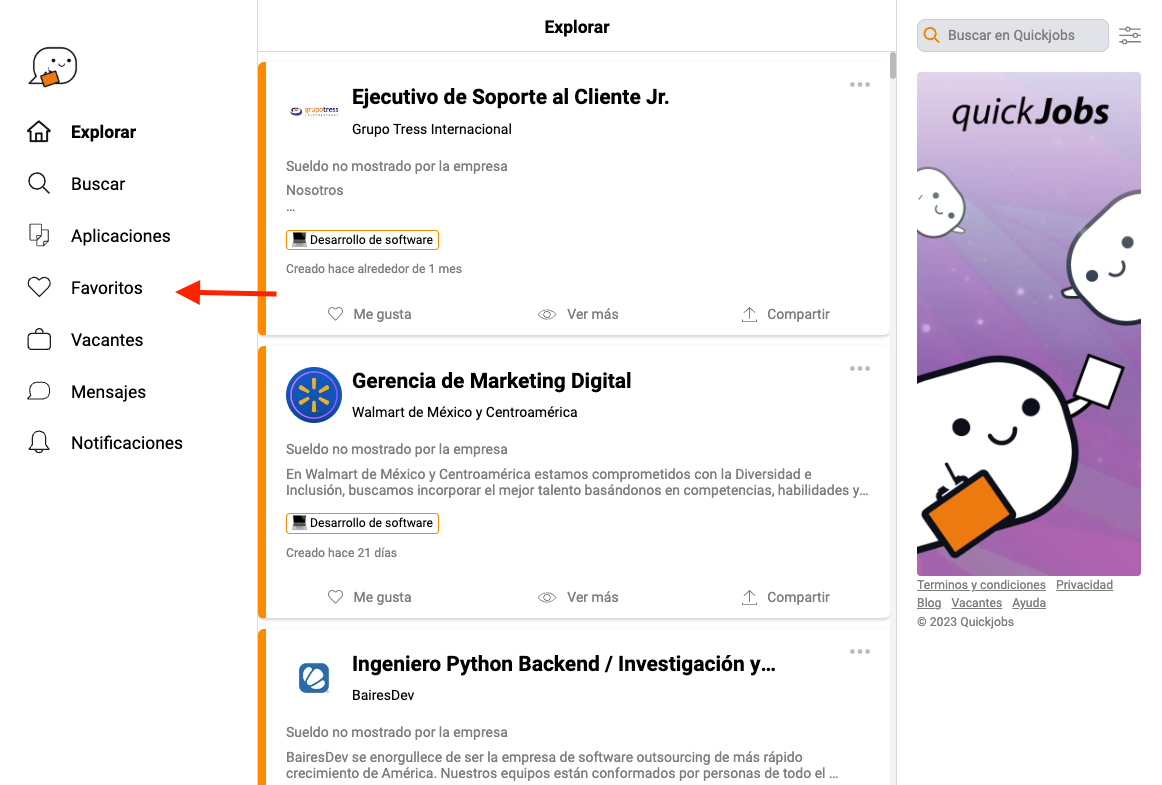 Explorar
Buscar
Aplicaciones
Favoritos
Vacantes
Mensajes
Notificaciones
Explorar
grupotress
Ejecutivo de Soporte al Cliente Jr.
Grupo Tress Internacional
Sueldo no mostrado por la empresa
Nosotros
...
Desarrollo de software
Creado hace alrededor de 1 mes
Me gusta
Ver más
Compartir
Gerencia de Marketing Digital
Walmart de México y Centroamérica
Sueldo no mostrado por la empresa
En Walmart de México y Centroamérica estamos comprometidos con la Diversidad e
Inclusión, buscamos incorporar el mejor talento basándonos en competencias, habilidades y...
Desarrollo de software
Creado hace 21 días
Me gusta
Ver más
Compartir
Ingeniero Python Backend / Investigación y...
BairesDev
Sueldo no mostrado por la empresa
BairesDev se enorgullece de ser la empresa de software outsourcing de más rápido
crecimiento de América. Nuestros equipos están conformados por personas de todo el ...
Buscar en Quickjobs
quickJobs
Terminos y condiciones Privacidad
Blog Vacantes Ayuda
© 2023 Quickjobs